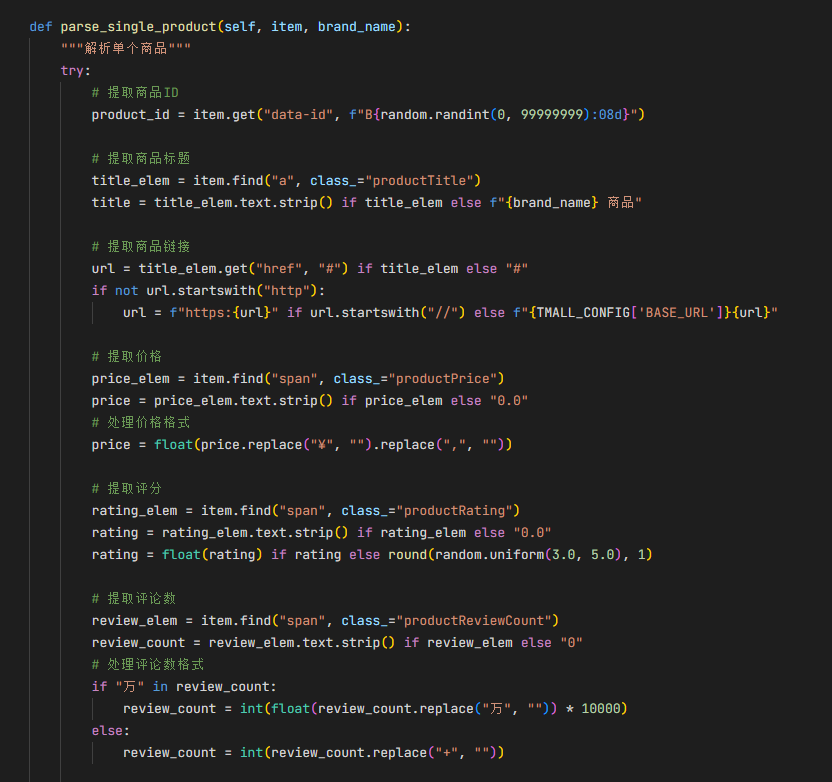 def parse_single_product(self, item, brand_name):
"""解析单个商品"""
try:
# 提取商品ID
product_id = item.get("data-id", f"B{random.randint(0, 99999999):08d}")
# 提取商品标题
title_elem = item.find("a", class_="productTitle")
title = title_elem.text.strip() if title_elem else f"{brand_name} 商品"
# 提取商品链接
url = title_elem.get("href", "#") if title_elem else "#"
if not url.startswith("http"):
url = f"https:{url}" if url.startswith("//") else f"{TMALL_CONFIG['BASE_URL']}{url}"
# 提取价格
price_elem = item.find("span", class_="productPrice")
price = price_elem.text.strip() if price_elem else "0.0"
# 处理价格格式
price = float(price.replace("¥", "").replace(",", ""))
# 提取评分
rating_elem = item.find("span", class_="productRating")
rating = rating_elem.text.strip() if rating_elem else "0.0"
rating = float(rating) if rating else round(random.uniform(3.0, 5.0), 1)
# 提取评论数
review_elem = item.find("span", class_="productReviewCount")
review_count = review_elem.text.strip() if review_elem else "0"
# 处理评论数格式
if "万" in review_count:
review_count = int(float(review_count.replace("万", "")) * 10000)
else:
review_count = int(review_count.replace("+", ""))